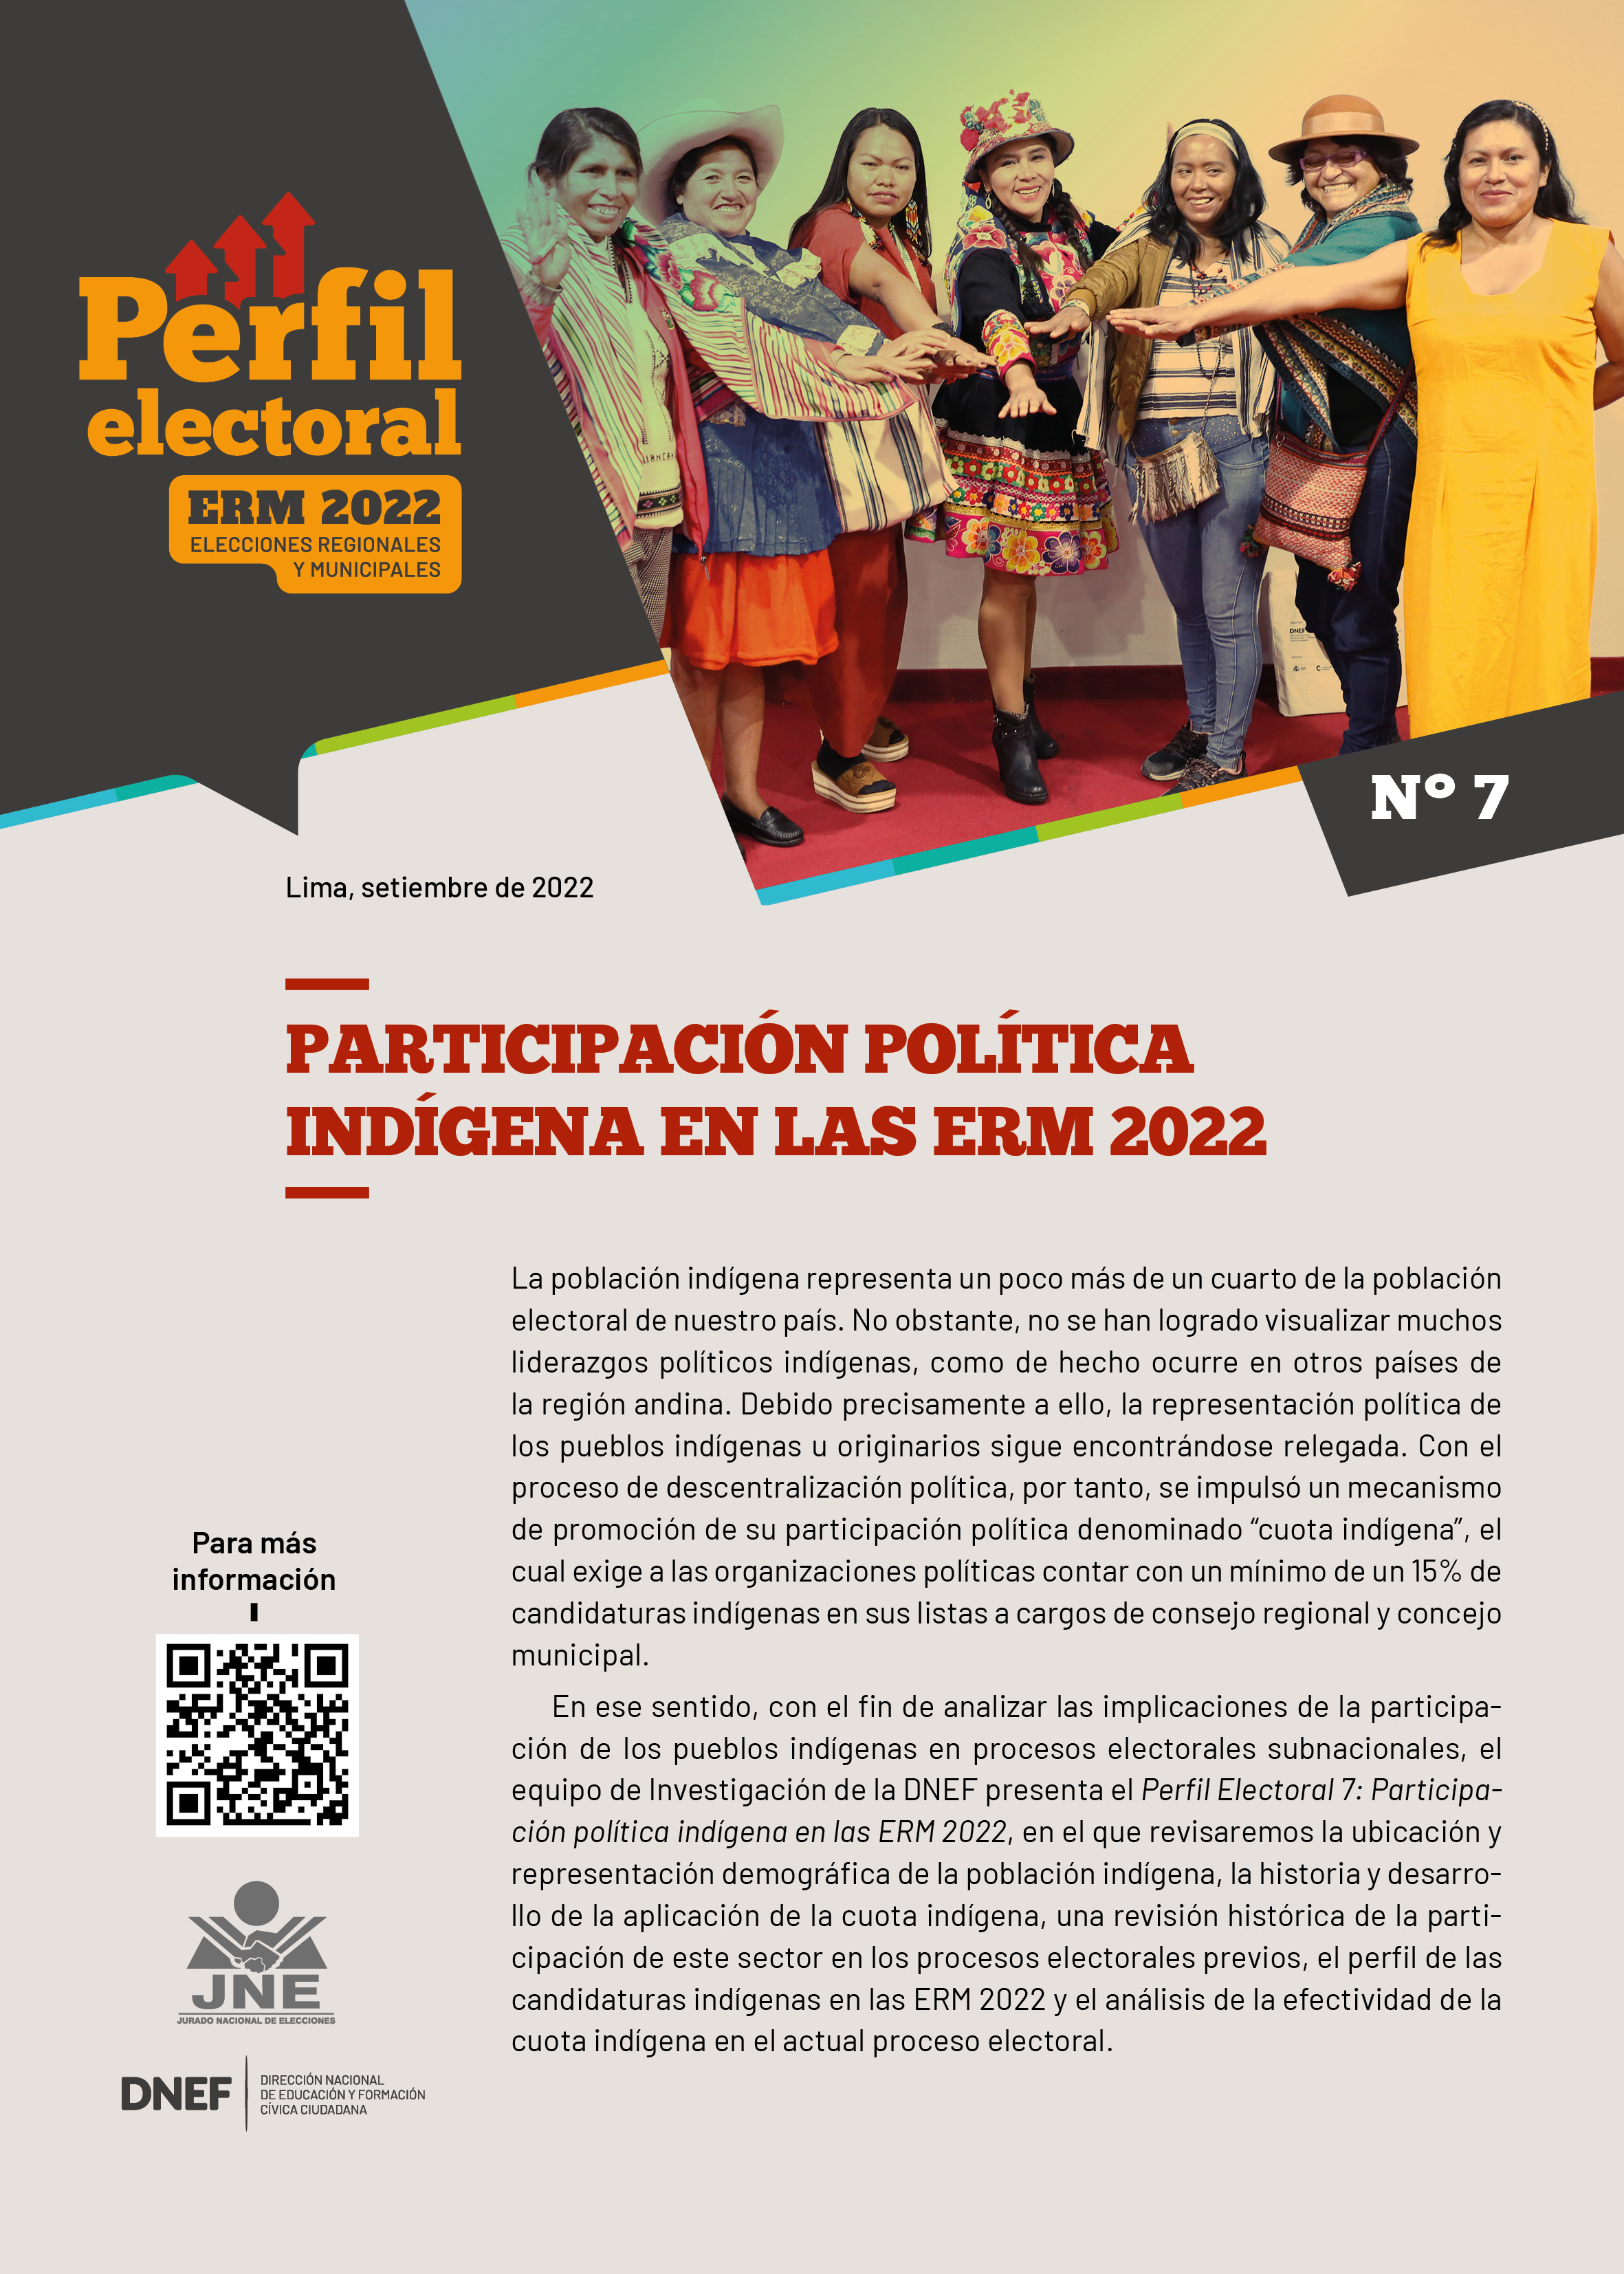 Perfil
electoral
ERM 2022
ELECCIONES REGIONALES
Y MUNICIPALES
DNEF
Nº 7
Lima, setiembre de 2022
PARTICIPACIÓN POLÍTICA
INDÍGENA EN LAS ERM 2022
La población indígena representa un poco más de un cuarto de la población
electoral de nuestro país. No obstante, no se han logrado visualizar muchos
liderazgos políticos indígenas, como de hecho ocurre en otros países de
la región andina. Debido precisamente a ello, la representación política de
los pueblos indígenas u originarios sigue encontrándose relegada. Con el
proceso de descentralización política, por tanto, se impulsó un mecanismo
de promoción de su participación política denominado “cuota indígena”, el
cual exige a las organizaciones políticas contar con un mínimo de un 15% de
candidaturas indígenas en sus listas a cargos de consejo regional y concejo
municipal.
En ese sentido, con el fin de analizar las implicaciones de la participa-
ción de los pueblos indígenas en procesos electorales subnacionales, el
equipo de Investigación de la DNEF presenta el Perfil Electoral 7: Participa-
ción política indígena en las ERM 2022, en el que revisaremos la ubicación y
representación demográfica de la población indígena, la historia y desarro-
llo de la aplicación de la cuota indígena, una revisión histórica de la parti-
cipación de este sector en los procesos electorales previos, el perfil de las
candidaturas indígenas en las ERM 2022 y el análisis de la efectividad de la
cuota indígena en el actual proceso electoral.
Para más
información
JNE
JURADO NACIONAL DE ELECCIONES
DNEF
DIRECCIÓN NACIONAL
DE EDUCACIÓN Y FORMACIÓN
CÍVICA CIUDADANA